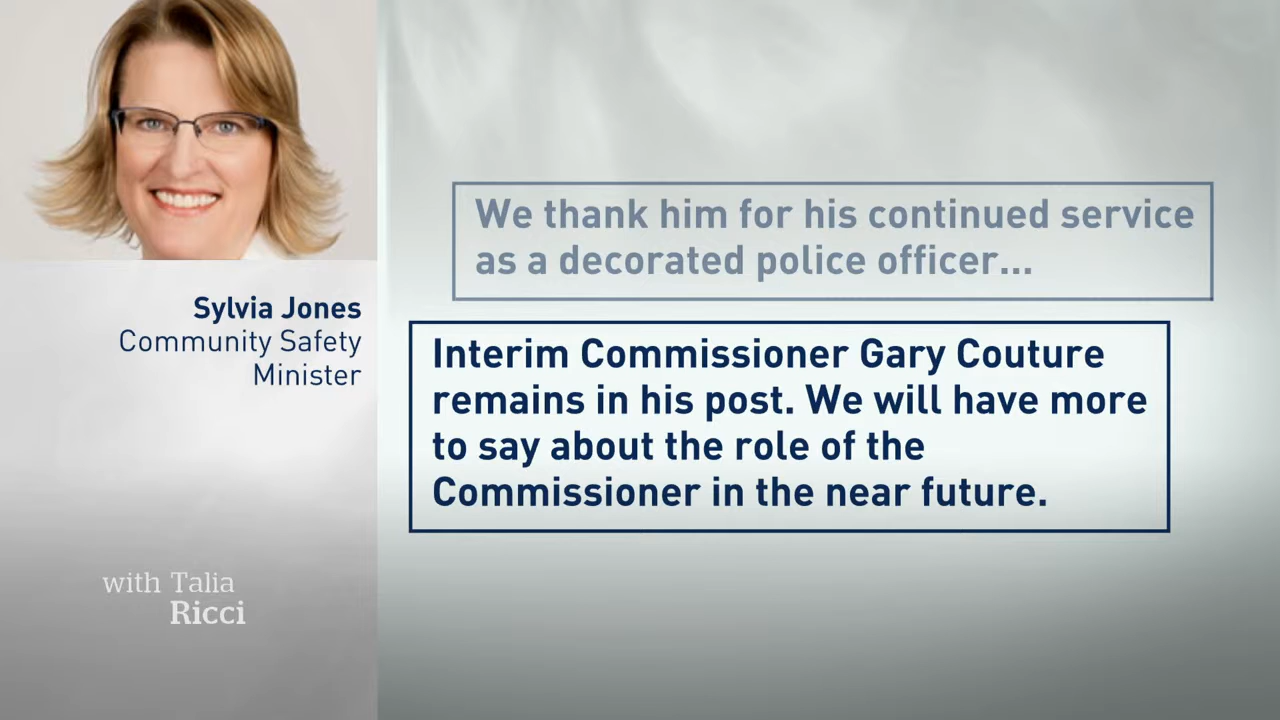 Sylvia Jones
Community Safety
Minister
with Talia
Ricci
We thank him for his continued service
as a decorated police officer...
Interim Commissioner Gary Couture
remains in his post. We will have more
to say about the role of the
Commissioner in the near future.